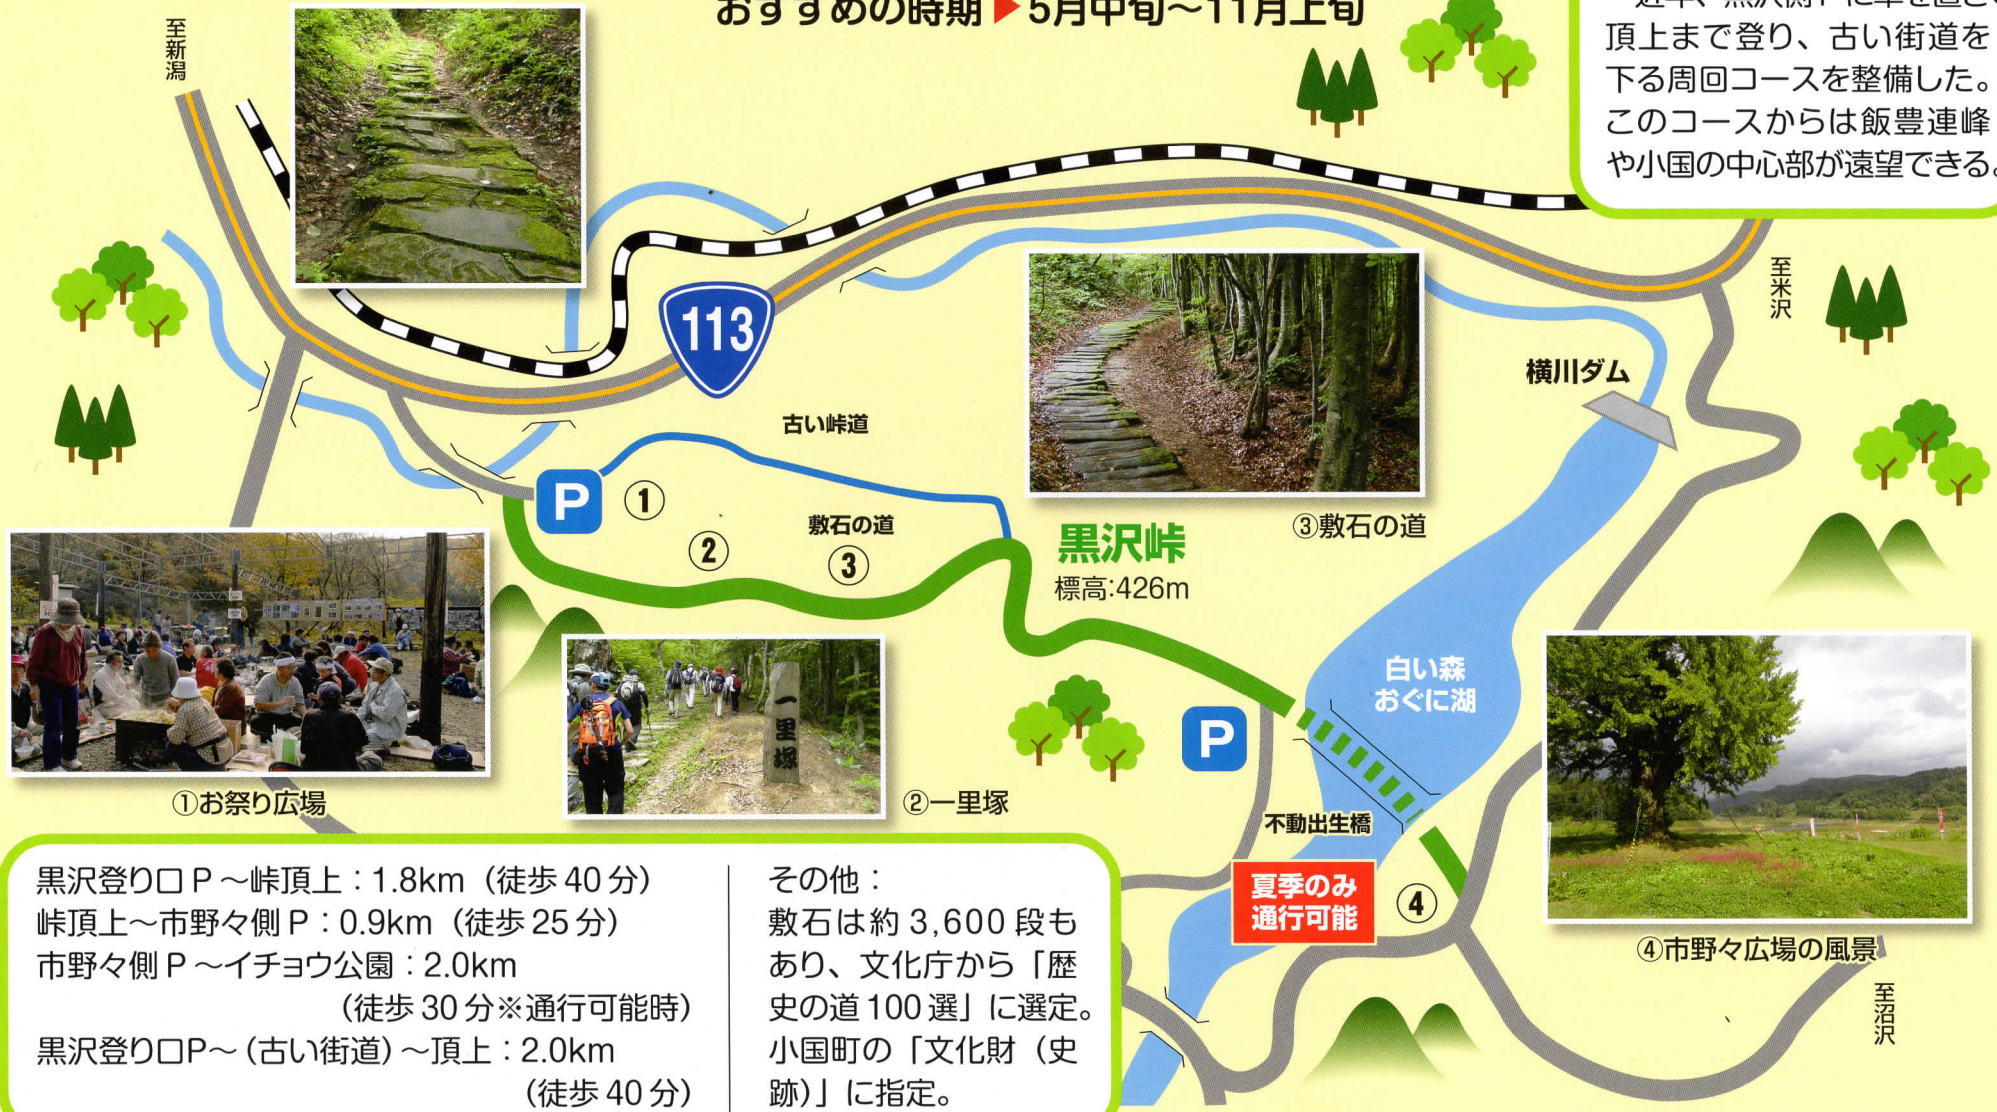 おすすめの時期▶5月中旬～11月上旬
頂上まで登り、古い街道を
下る周回コースを整備した。
このコースからは飯豊連峰
や小国の中心部が遠望できる。
至新潟
113
至米沢
横川ダム
古い峠道
P
①
②
敷石の道
③
黒沢峠
標高:426m
③敷石の道
白い森
おぐに湖
P
一里塚
①お祭り広場
②一里塚
不動出生橋
夏季のみ
通行可能
④
④市野々広場の風景
至沼沢
黒沢登り口P～峠頂上：1.8km（徒歩40分）
峠頂上～市野々側P：0.9km（徒歩25分）
市野々側P～イチョウ公園：2.0km
（徒歩30分※通行可能時）
黒沢登り口P～（古い街道）～頂上：2.0km
（徒歩40分）
その他：
敷石は約3,600段も
あり、文化庁から「歴
史の道100選」に選定。
小国町の「文化財（史
跡）」に指定。